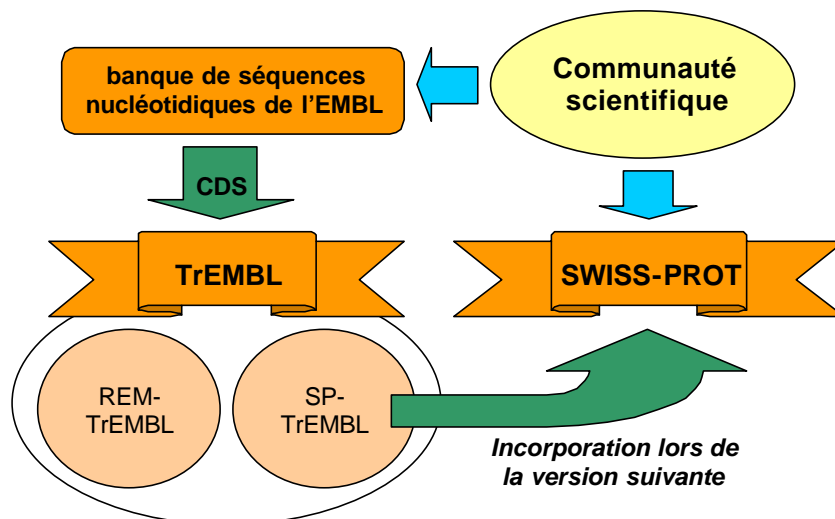 banque de séquences
nucléotidiques de l'EMBL
Communauté
scientifique
CDS
TrEMBL
SWISS-PROT
REM-
TrEMBL
SP-
TrEMBL
Incorporation lors de
la version suivante